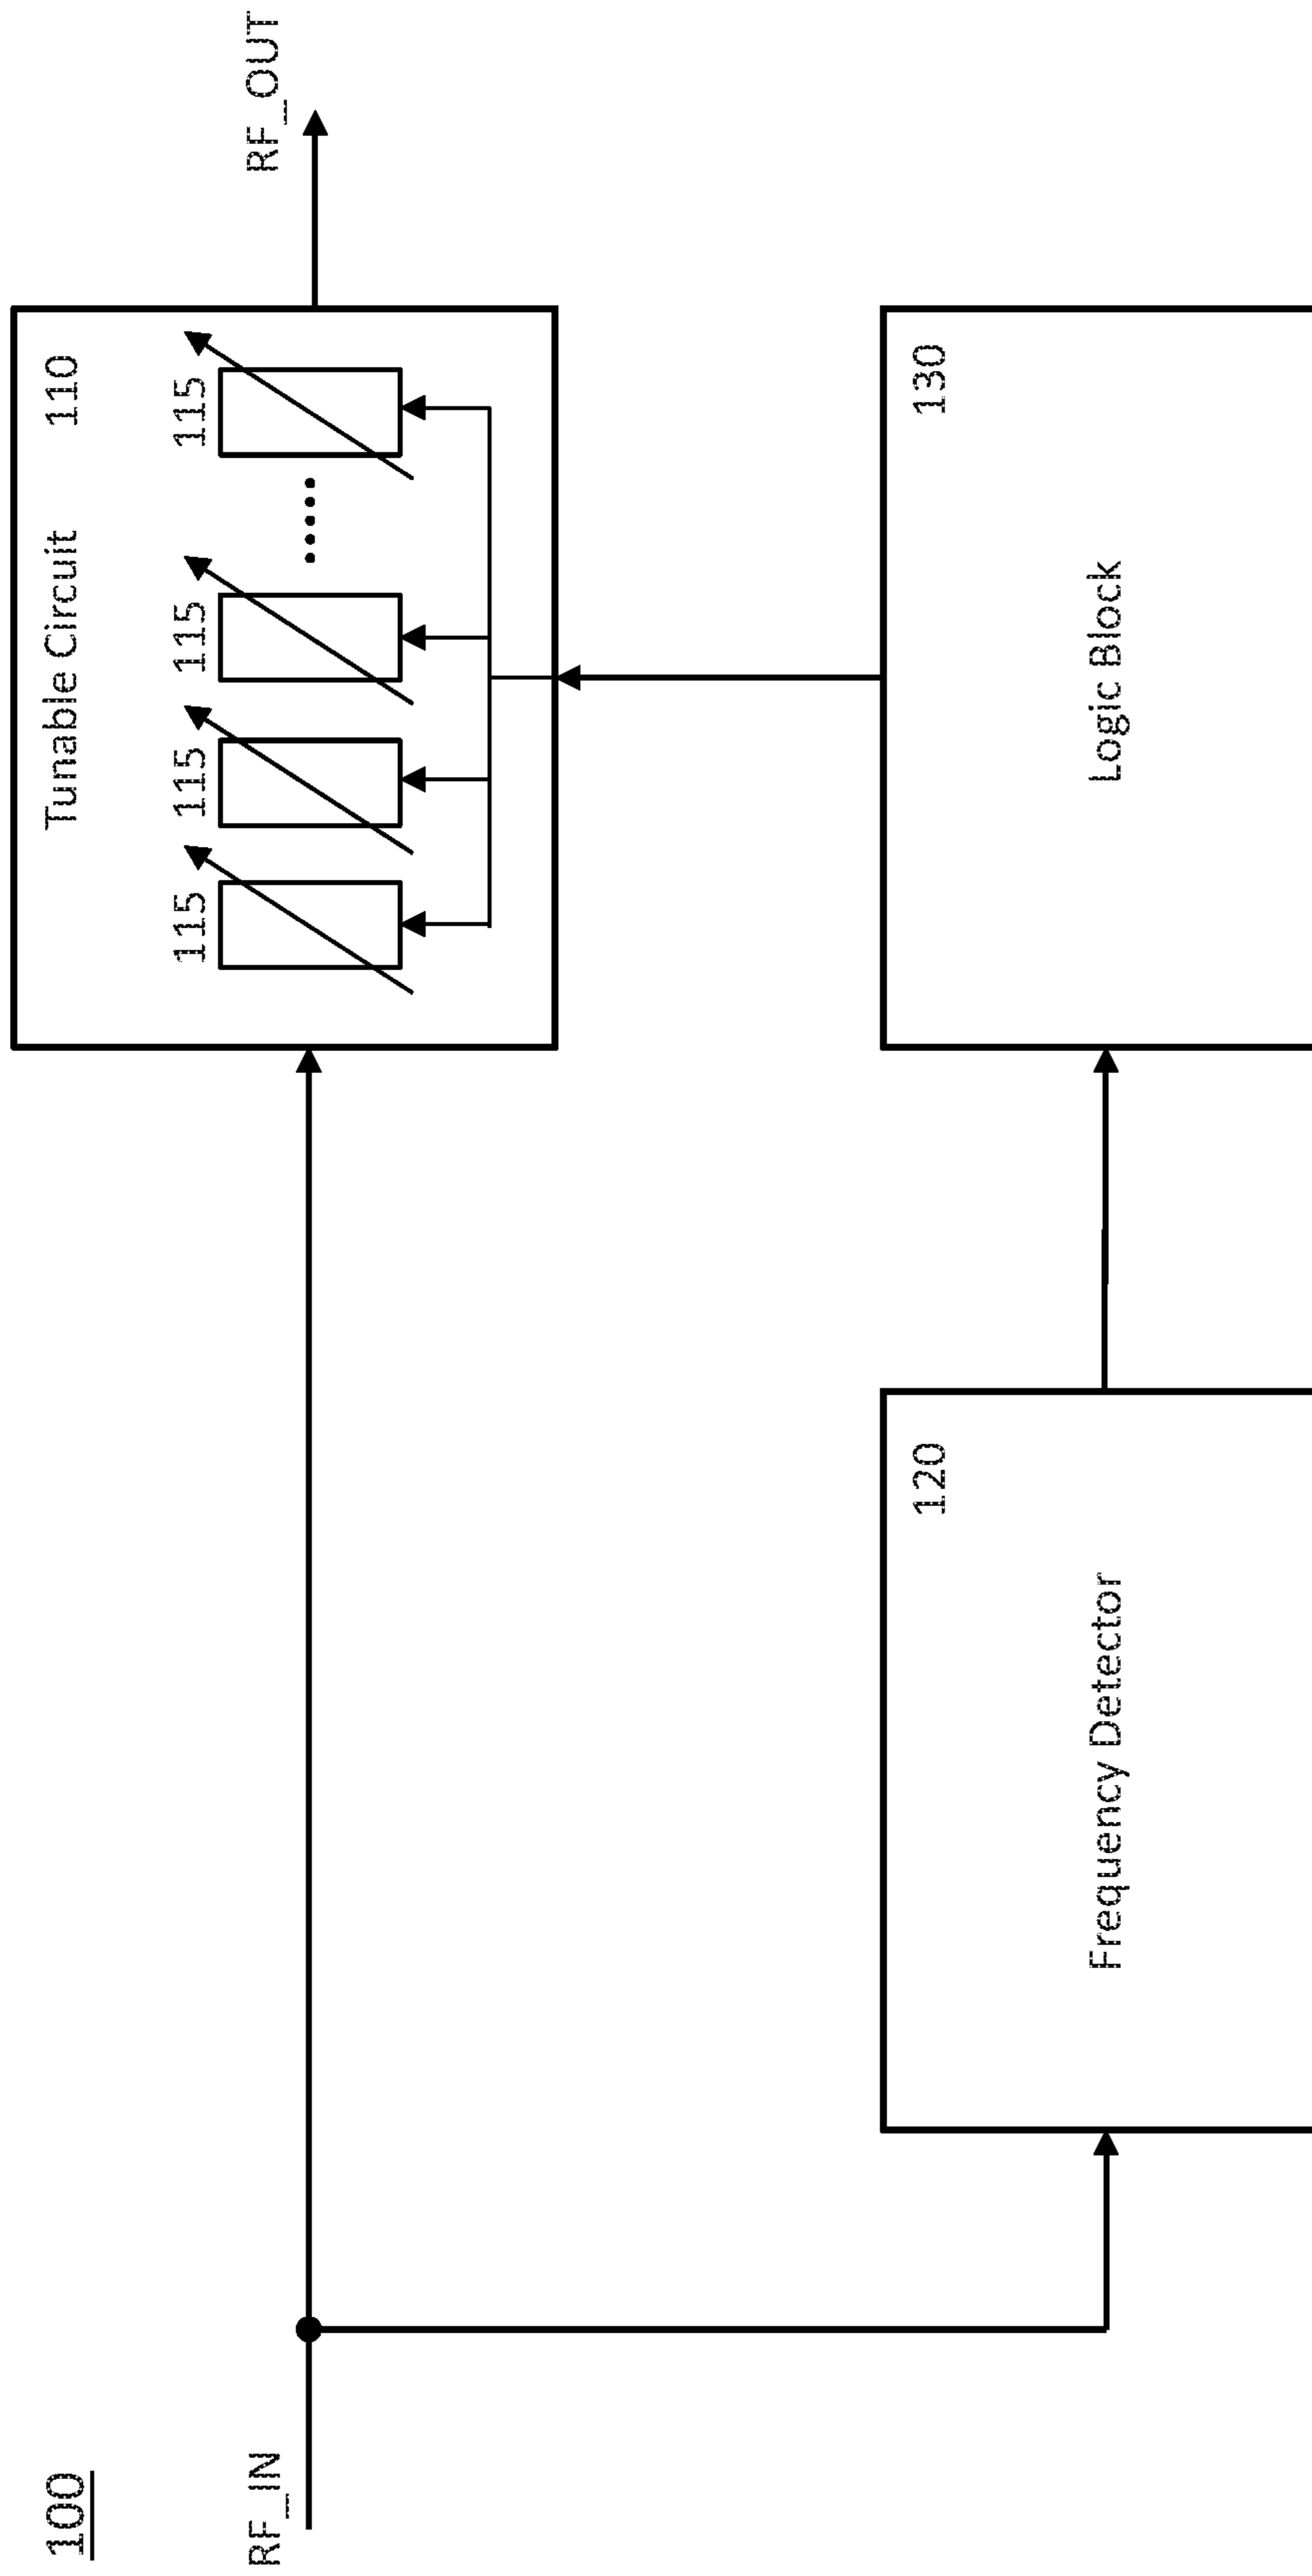 100
RF_IN
Tunable Circuit 110
115 115 115 115
RF_OUT
Frequency Detector
120
Logic Block
130